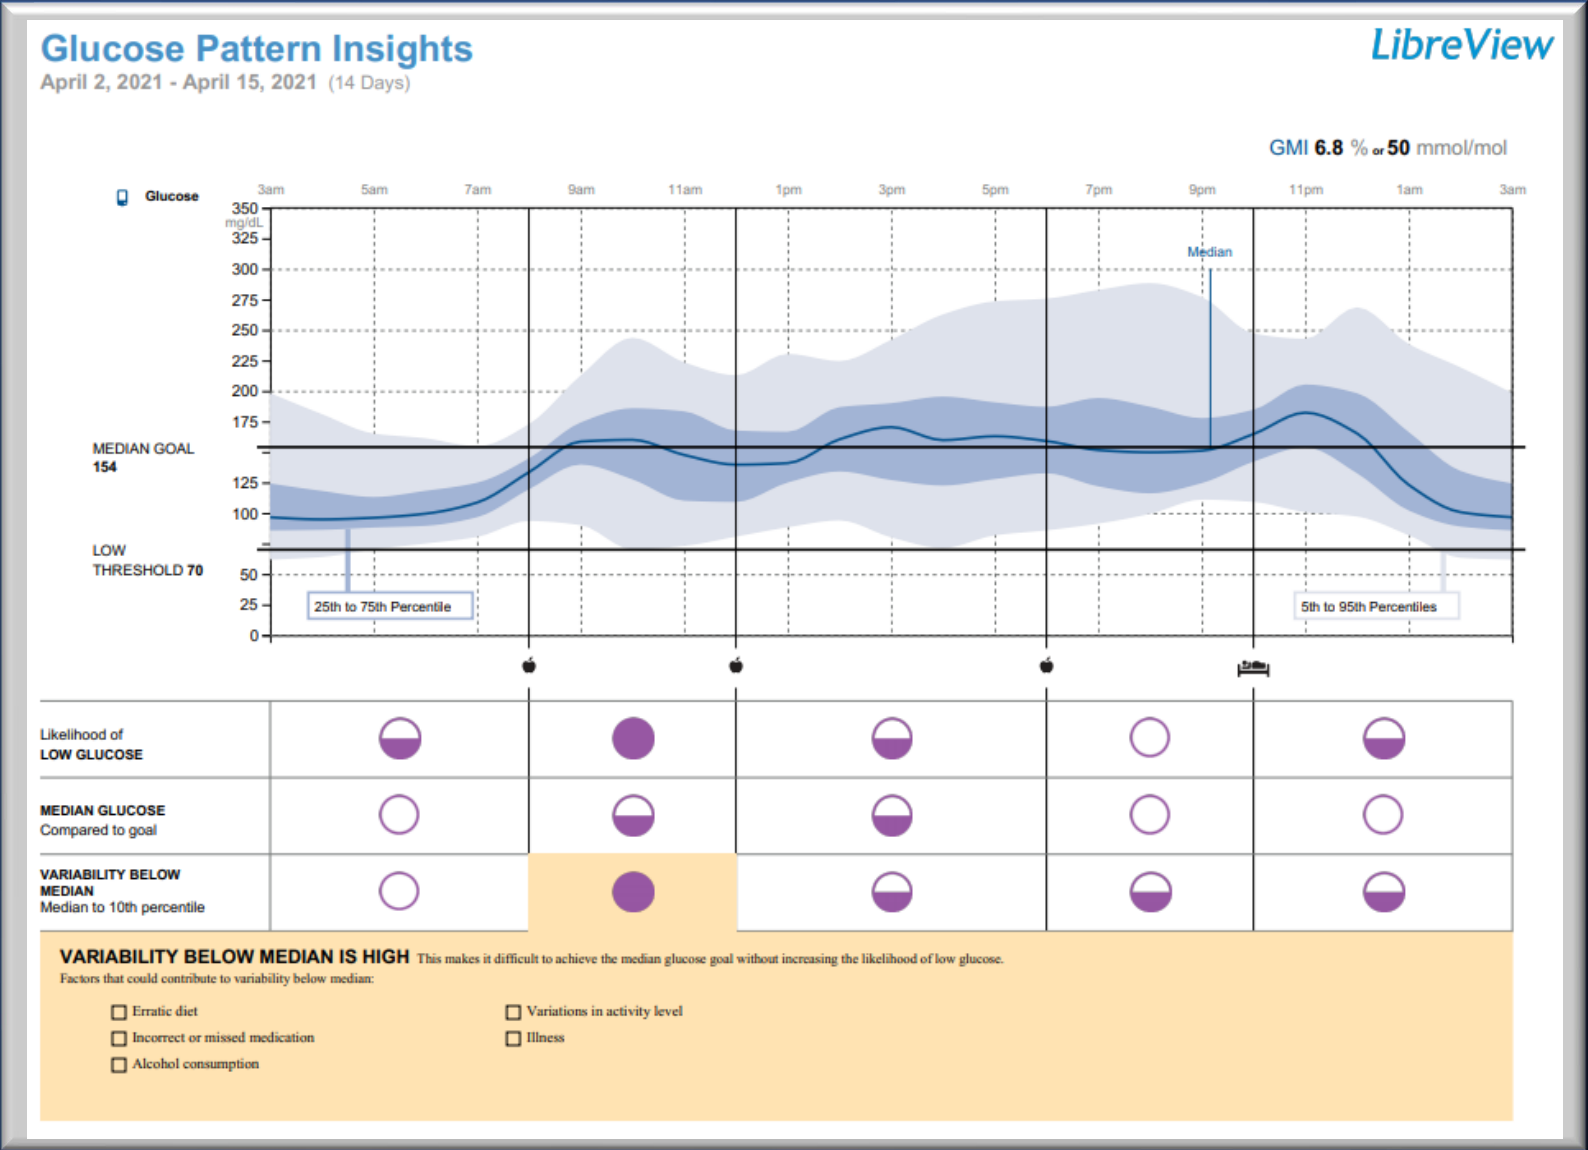 Glucose Pattern Insights
LibreView
April 2, 2021 - April 15, 2021 (14 Days)
GMI 6.8 % or 50 mmol/mol
Glucose
3am 5am 7am 9am 11am 1pm 3pm 5pm 7pm 9pm 11pm 1am 3am
350
mg/dL
325
Median
300
275
250
225
200
175
MEDIAN GOAL
154
125
100
LOW
THRESHOLD 70
50
25
25th to 75th Percentile
5th to 95th Percentiles
0
Likelihood of
LOW GLUCOSE
MEDIAN GLUCOSE
Compared to goal
VARIABILITY BELOW
MEDIAN
Median to 10th percentile
VARIABILITY BELOW MEDIAN IS HIGH This makes it difficult to achieve the median glucose goal without increasing the likelihood of low glucose.
Factors that could contribute to variability below median:
Erratic diet
Variations in activity level
Incorrect or missed medication
Illness
Alcohol consumption